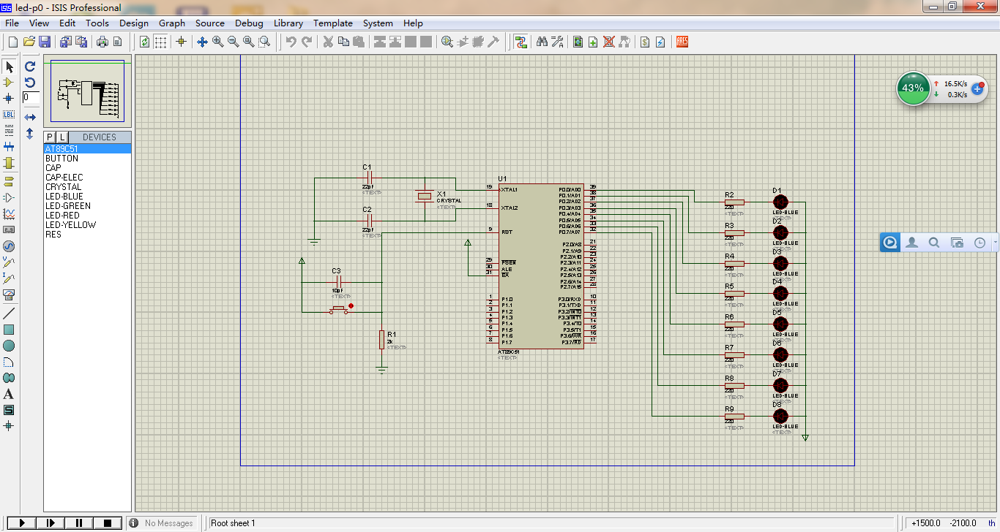 led-p0 - ISIS Professional
File View Edit Tools Design Graph Source Debug Library Template System Help
ARES
LBL
0
P L DEVICES
AT89C51
BUTTON
CAP
CAP-ELEC
CRYSTAL
LED-BLUE
LED-GREEN
LED-RED
LED-YELLOW
RES
43%
16.5K/s
0.3K/s
C1
22pF
<TEXT>
X1
CRYSTAL
<TEXT>
C2
22pF
<TEXT>
C3
10pF
<TEXT>
R1
2k
<TEXT>
U1
19 XTAL1
18 XTAL2
9 RST
29 PSEN
30 ALE
31 EA
1 P1.0
2 P1.1
3 P1.2
4 P1.3
5 P1.4
6 P1.5
7 P1.6
8 P1.7
P0.0/AD0 39
P0.1/AD1 38
P0.2/AD2 37
P0.3/AD3 36
P0.4/AD4 35
P0.5/AD5 34
P0.6/AD6 33
P0.7/AD7 32
P2.0/A8 21
P2.1/A9 22
P2.2/A10 23
P2.3/A11 24
P2.4/A12 25
P2.5/A13 26
P2.6/A14 27
P2.7/A15 28
P3.0/RXD 10
P3.1/TXD 11
P3.2/INT0 12
P3.3/INT1 13
P3.4/T0 14
P3.5/T1 15
P3.6/WR 16
P3.7/RD 17
AT89C51
<TEXT>
R2
220
<TEXT>
D1
LED-BLUE
<TEXT>
R3
220
<TEXT>
D2
LED-BLUE
<TEXT>
R4
220
<TEXT>
D3
LED-BLUE
<TEXT>
R5
220
<TEXT>
D4
LED-BLUE
<TEXT>
R6
220
<TEXT>
D5
LED-BLUE
<TEXT>
R7
220
<TEXT>
D6
LED-BLUE
<TEXT>
R8
220
<TEXT>
D7
LED-BLUE
<TEXT>
R9
220
<TEXT>
D8
LED-BLUE
<TEXT>
A
S
No Messages
Root sheet 1
+1500.0 -2100.0 th